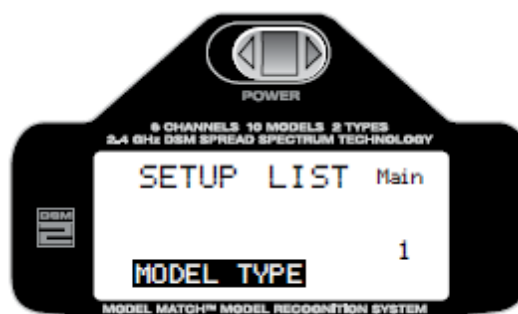 POWER
6 CHANNELS 10 MODELS 2 TYPES
2.4 GHz DSM SPREAD SPECTRUM TECHNOLOGY
SETUP LIST Main
DSM
2
1
MODEL TYPE
MODEL MATCH™ MODEL RECOGNITION SYSTEM